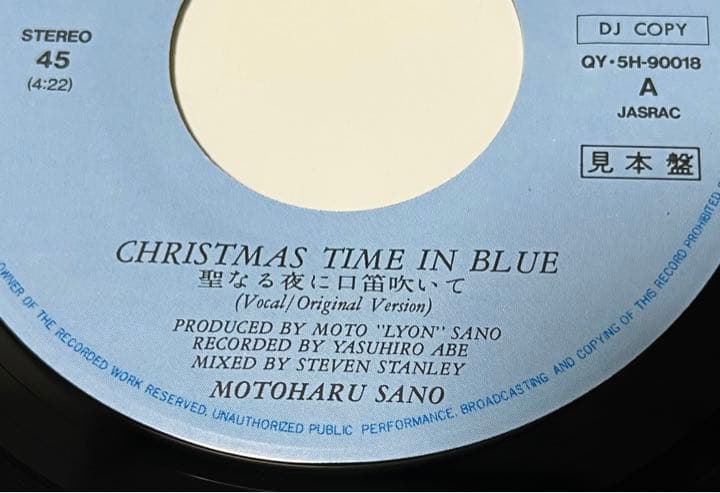 STEREO
45
(4:22)
DJ COPY
QY·5H-90018
A
JASRAC
見本盤
CHRISTMAS TIME IN BLUE
聖なる夜に口笛吹いて
(Vocal/Original Version)
PRODUCED BY MOTO "LYON" SANO
RECORDED BY YASUHIRO ABE
MIXED BY STEVEN STANLEY
MOTOHARU SANO
OWNER OF THE RECORDED WORK RESERVED. UNAUTHORIZED PUBLIC PERFORMANCE, BROADCASTING AND COPYING OF THIS RECORD PROHIBITED